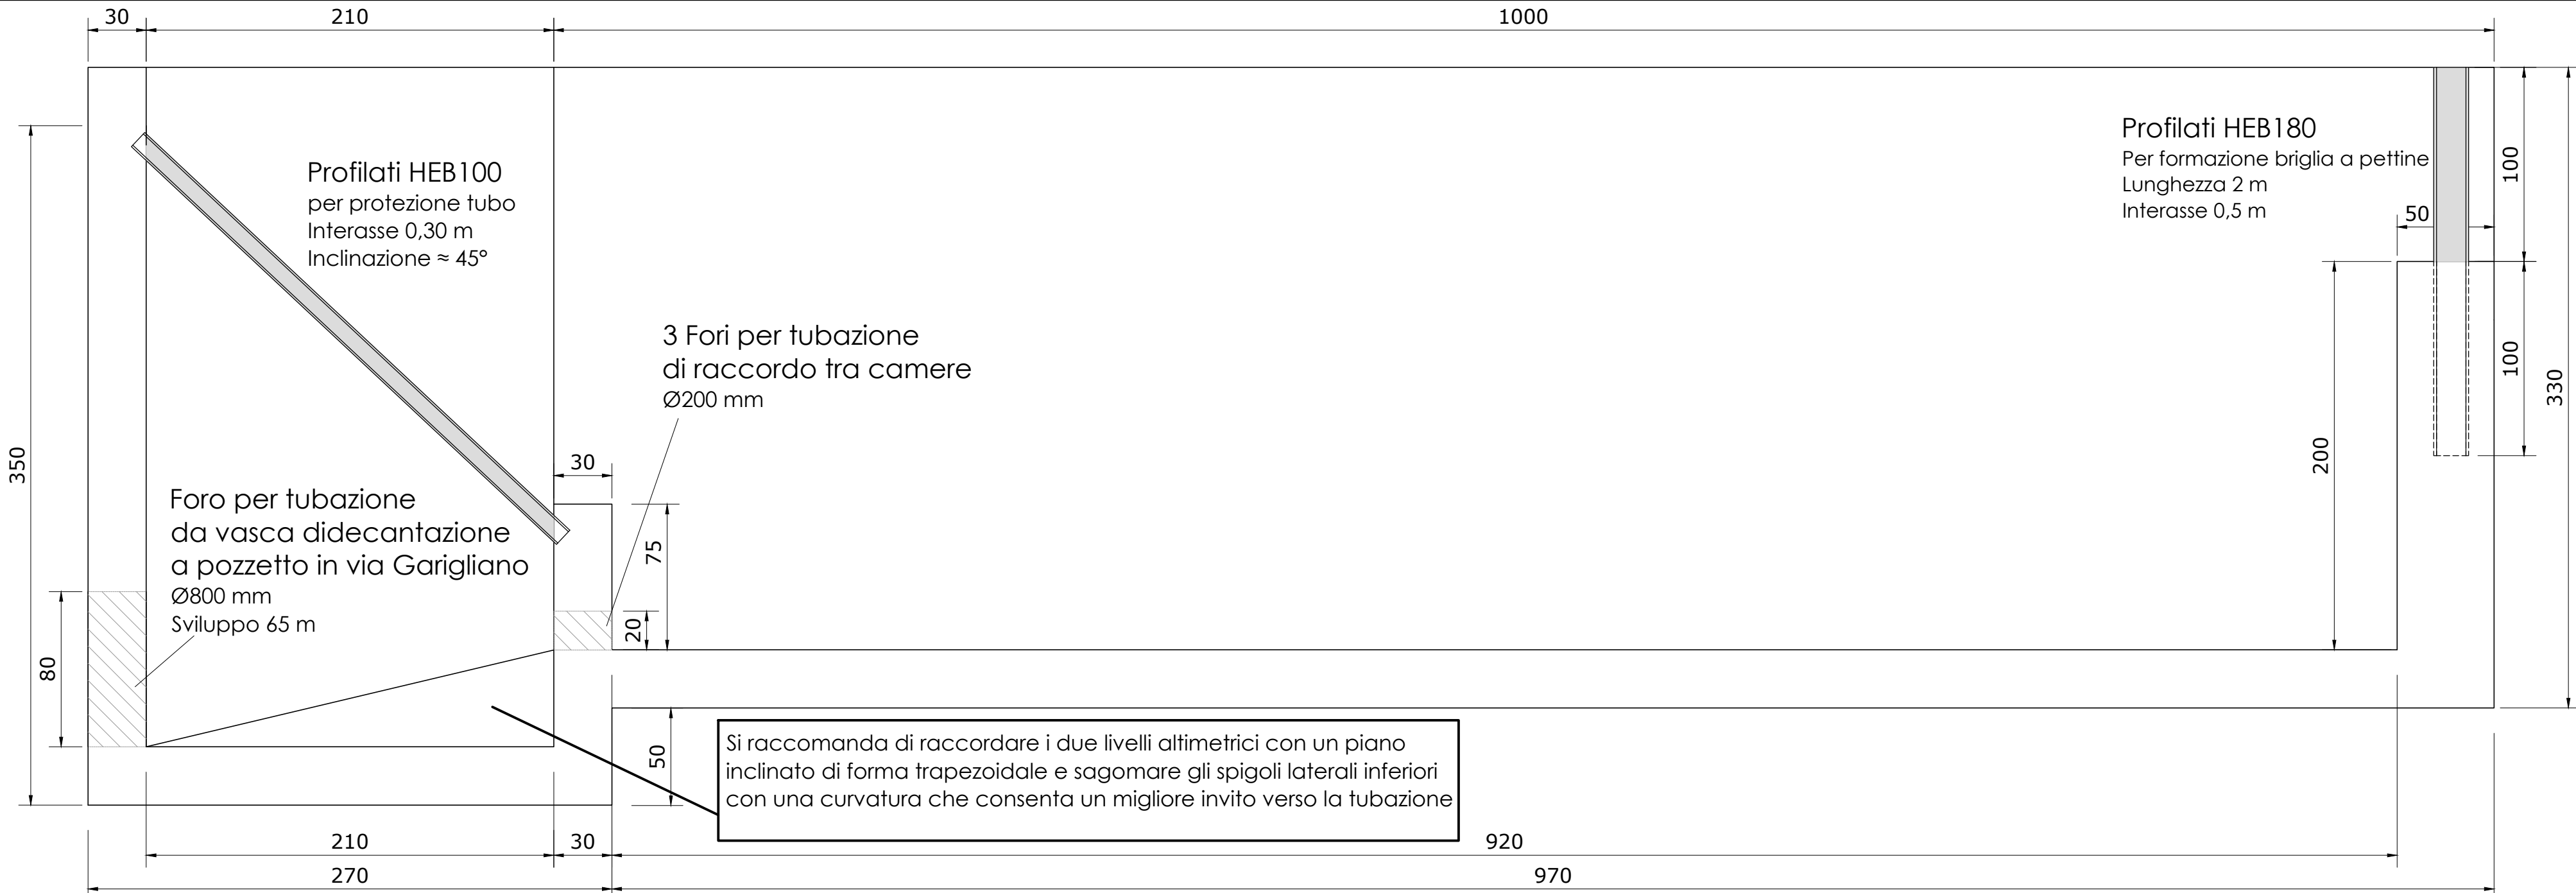 30
210
1000
Profilati HEB100
per protezione tubo
Interasse 0,30 m
Inclinazione ≈ 45°
Profilati HEB180
Per formazione briglia a pettine
Lunghezza 2 m
Interasse 0,5 m
50
100
100
330
200
350
3 Fori per tubazione
di raccordo tra camere
Ø200 mm
30
75
20
Foro per tubazione
da vasca didecantazione
a pozzetto in via Garigliano
Ø800 mm
Sviluppo 65 m
80
50
Si raccomanda di raccordare i due livelli altimetrici con un piano
inclinato di forma trapezoidale e sagomare gli spigoli laterali inferiori
con una curvatura che consenta un migliore invito verso la tubazione
210
30
920
270
970